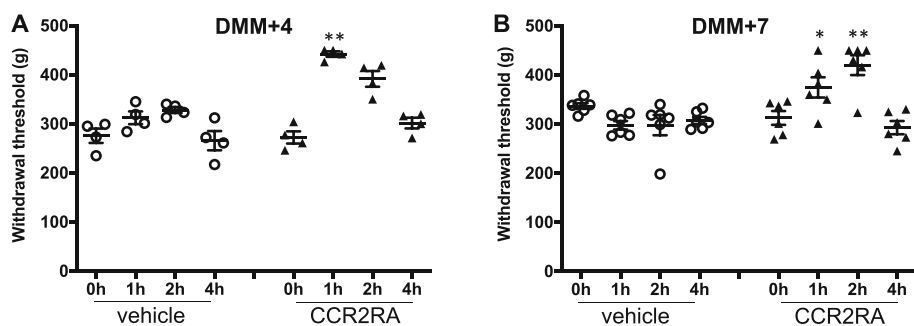 A
DMM+4
**
Withdrawal threshold (g)
500
400
300
200
100
0
0h 1h 2h 4h 0h 1h 2h 4h
vehicle CCR2RA
B
DMM+7
* **
Withdrawal threshold (g)
500
400
300
200
100
0
0h 1h 2h 4h 0h 1h 2h 4h
vehicle CCR2RA